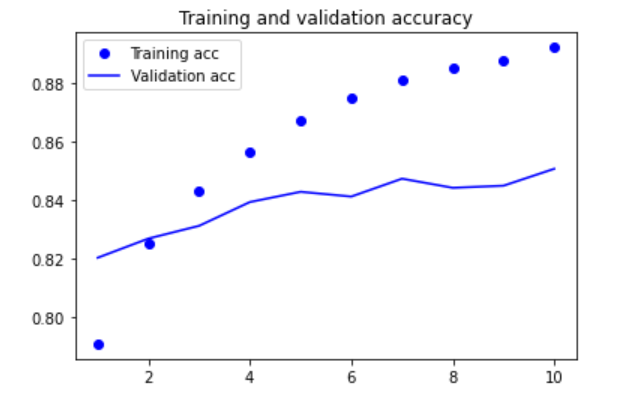 Training and validation accuracy
Training acc
Validation acc
0.88
0.86
0.84
0.82
0.80
2 4 6 8 10